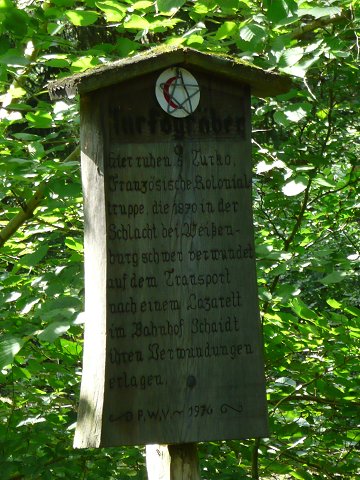 Turkogräber
hier ruhen 2 Turko,
Französische Kolonial-
truppe, die 1870 in der
Schlacht bei Weißen-
burg schwer verwundet
auf dem Transport
nach einem Lazarett
im Bahnhof Schaidt
ihren Verwundungen
erlagen.
P.W.V. ~ 1976